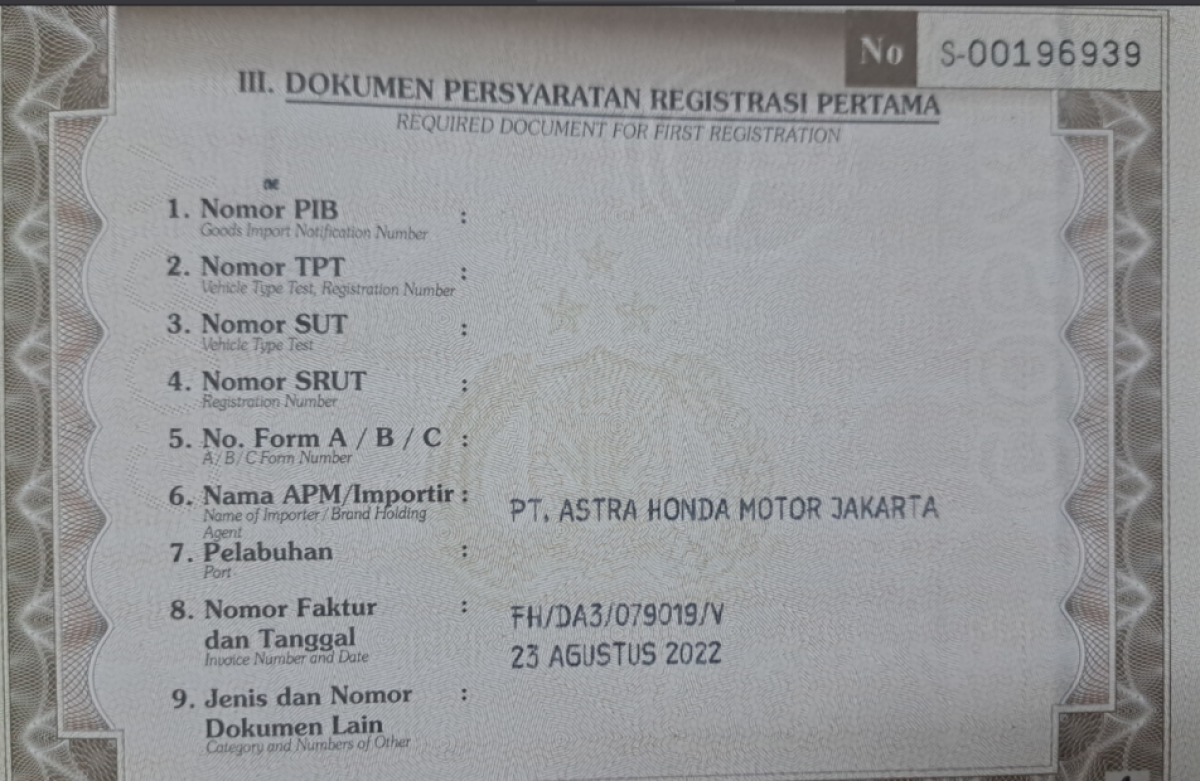 No S-00196939
III. DOKUMEN PERSYARATAN REGISTRASI PERTAMA
REQUIRED DOCUMENT FOR FIRST REGISTRATION
1. Nomor PIB :
Goods Import Notification Number
2. Nomor TPT :
Vehicle Type Test, Registration Number
3. Nomor SUT :
Vehicle Type Test
4. Nomor SRUT :
Registration Number
5. No. Form A / B / C :
A / B / C Form Number
6. Nama APM/Importir : PT. ASTRA HONDA MOTOR JAKARTA
Name of Importer / Brand Holding
Agent
7. Pelabuhan :
Port
8. Nomor Faktur : FH/DA3/079019/V
dan Tanggal 23 AGUSTUS 2022
Invoice Number and Date
9. Jenis dan Nomor :
Dokumen Lain
Category and Numbers of Other